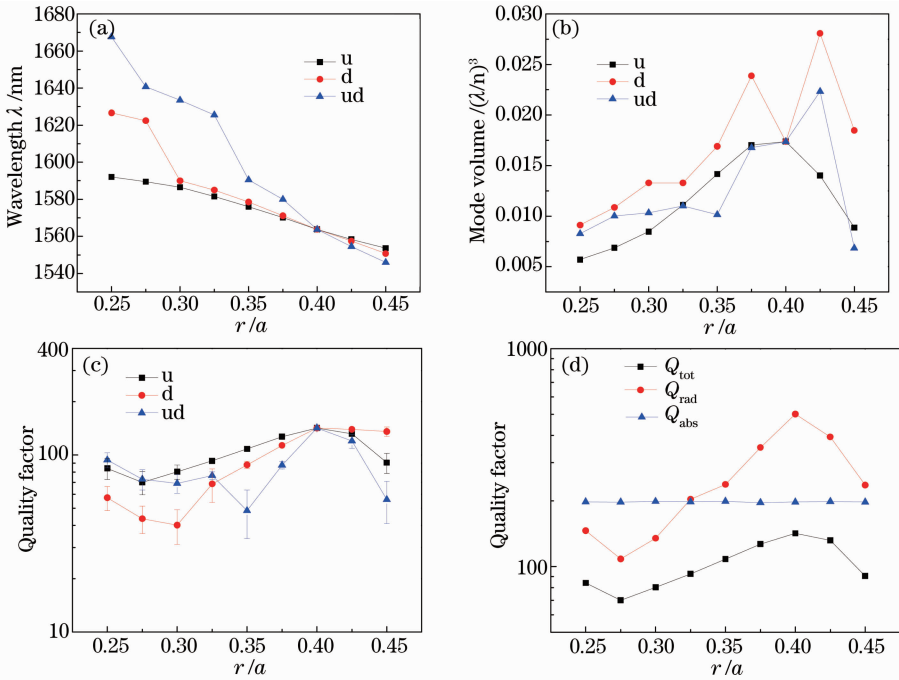 (a)
1680
1660
1640
1620
1600
1580
1560
1540
Wavelength λ /nm
u
d
ud
0.25 0.30 0.35 0.40 0.45
r/a
(b)
0.030
0.025
0.020
0.015
0.010
0.005
Mode volume /(λ/n)³
u
d
ud
0.25 0.30 0.35 0.40 0.45
r/a
(c)
400
100
10
Quality factor
u
d
ud
0.25 0.30 0.35 0.40 0.45
r/a
(d)
1000
100
Quality factor
Q_tot
Q_rad
Q_abs
0.25 0.30 0.35 0.40 0.45
r/a